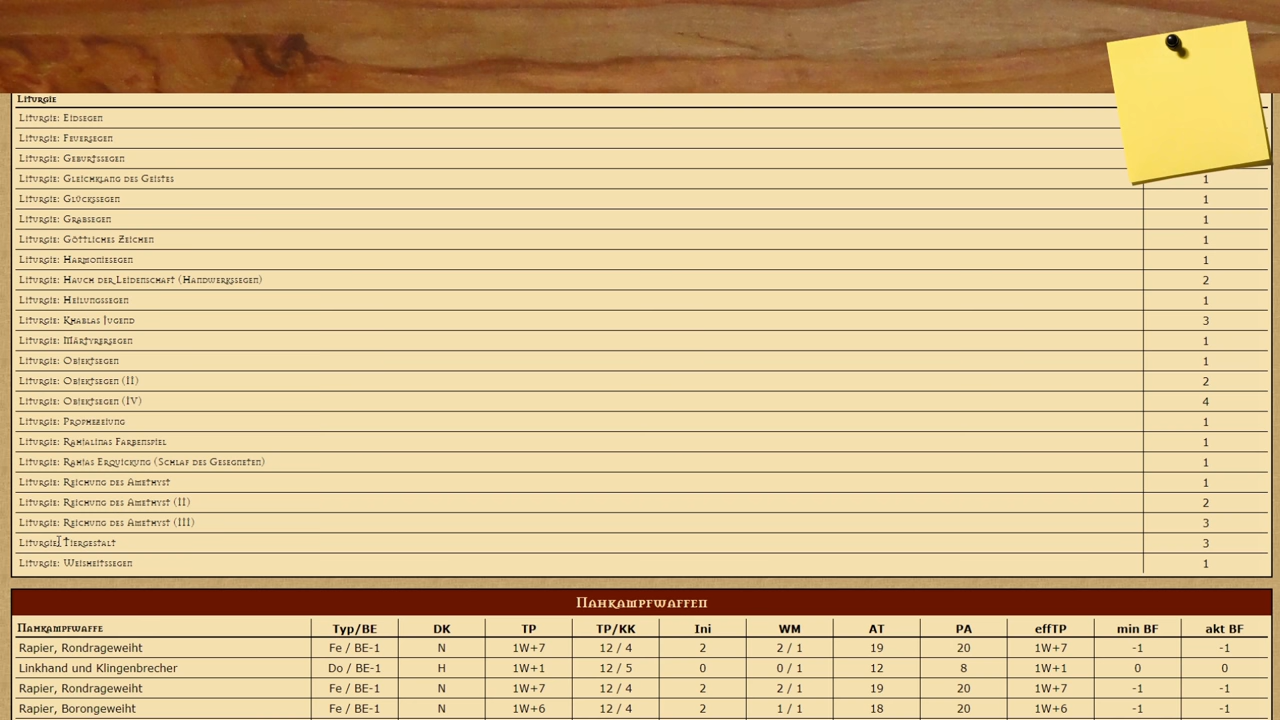 Liturgie
Liturgie: Eidsegen
Liturgie: Feuersegen
Liturgie: Geburtssegen
Liturgie: Gleichklang des Geistes 1
Liturgie: Glückssegen 1
Liturgie: Grabsegen 1
Liturgie: Göttliches Zeichen 1
Liturgie: Harmoniesegen 1
Liturgie: Hauch der Leidenschaft (Handwerkssegen) 2
Liturgie: Heilungssegen 1
Liturgie: Khablas Jugend 3
Liturgie: Märtyrersegen 1
Liturgie: Objektsegen 1
Liturgie: Objektsegen (II) 2
Liturgie: Objektsegen (IV) 4
Liturgie: Prophezeiung 1
Liturgie: Rahjalinas Farbenspiel 1
Liturgie: Rahjas Erquickung (Schlaf des Gesegneten) 1
Liturgie: Reichung des Amethyst 1
Liturgie: Reichung des Amethyst (II) 2
Liturgie: Reichung des Amethyst (III) 3
Liturgie: Tiergestalt 3
Liturgie: Weisheitssegen 1
Nahkampfwaffen
Nahkampfwaffe Typ/BE DK TP TP/KK Ini WM AT PA effTP min BF akt BF
Rapier, Rondrageweiht Fe / BE-1 N 1W+7 12 / 4 2 2 / 1 19 20 1W+7 -1 -1
Linkhand und Klingenbrecher Do / BE-1 H 1W+1 12 / 5 0 0 / 1 12 8 1W+1 0 0
Rapier, Rondrageweiht Fe / BE-1 N 1W+7 12 / 4 2 2 / 1 19 20 1W+7 -1 -1
Rapier, Borongeweiht Fe / BE-1 N 1W+6 12 / 4 2 1 / 1 18 20 1W+6 -1 -1